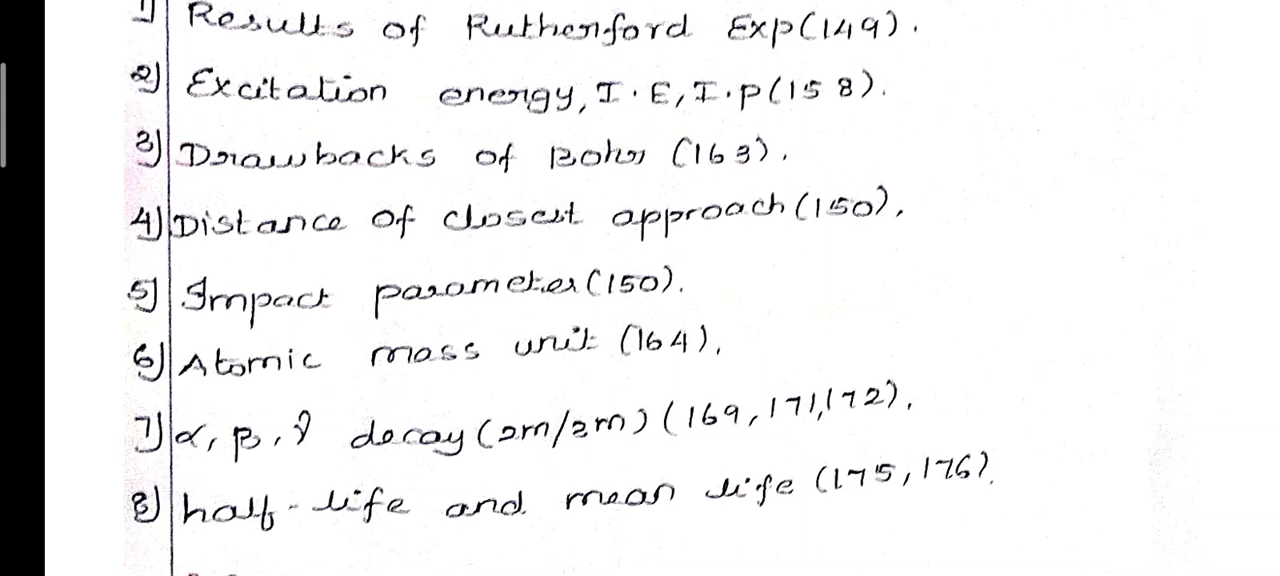 1) Results of Rutherford Exp(149).
2) Excitation energy, I.E, I.p(158).
3) Drawbacks of Bohr (163).
4) Distance of closest approach (150).
5) Impact parameter (150).
6) Atomic mass unit (164).
7) α, β, γ decay (2m/3m) (169, 171, 172).
8) half-life and mean life (175, 176).